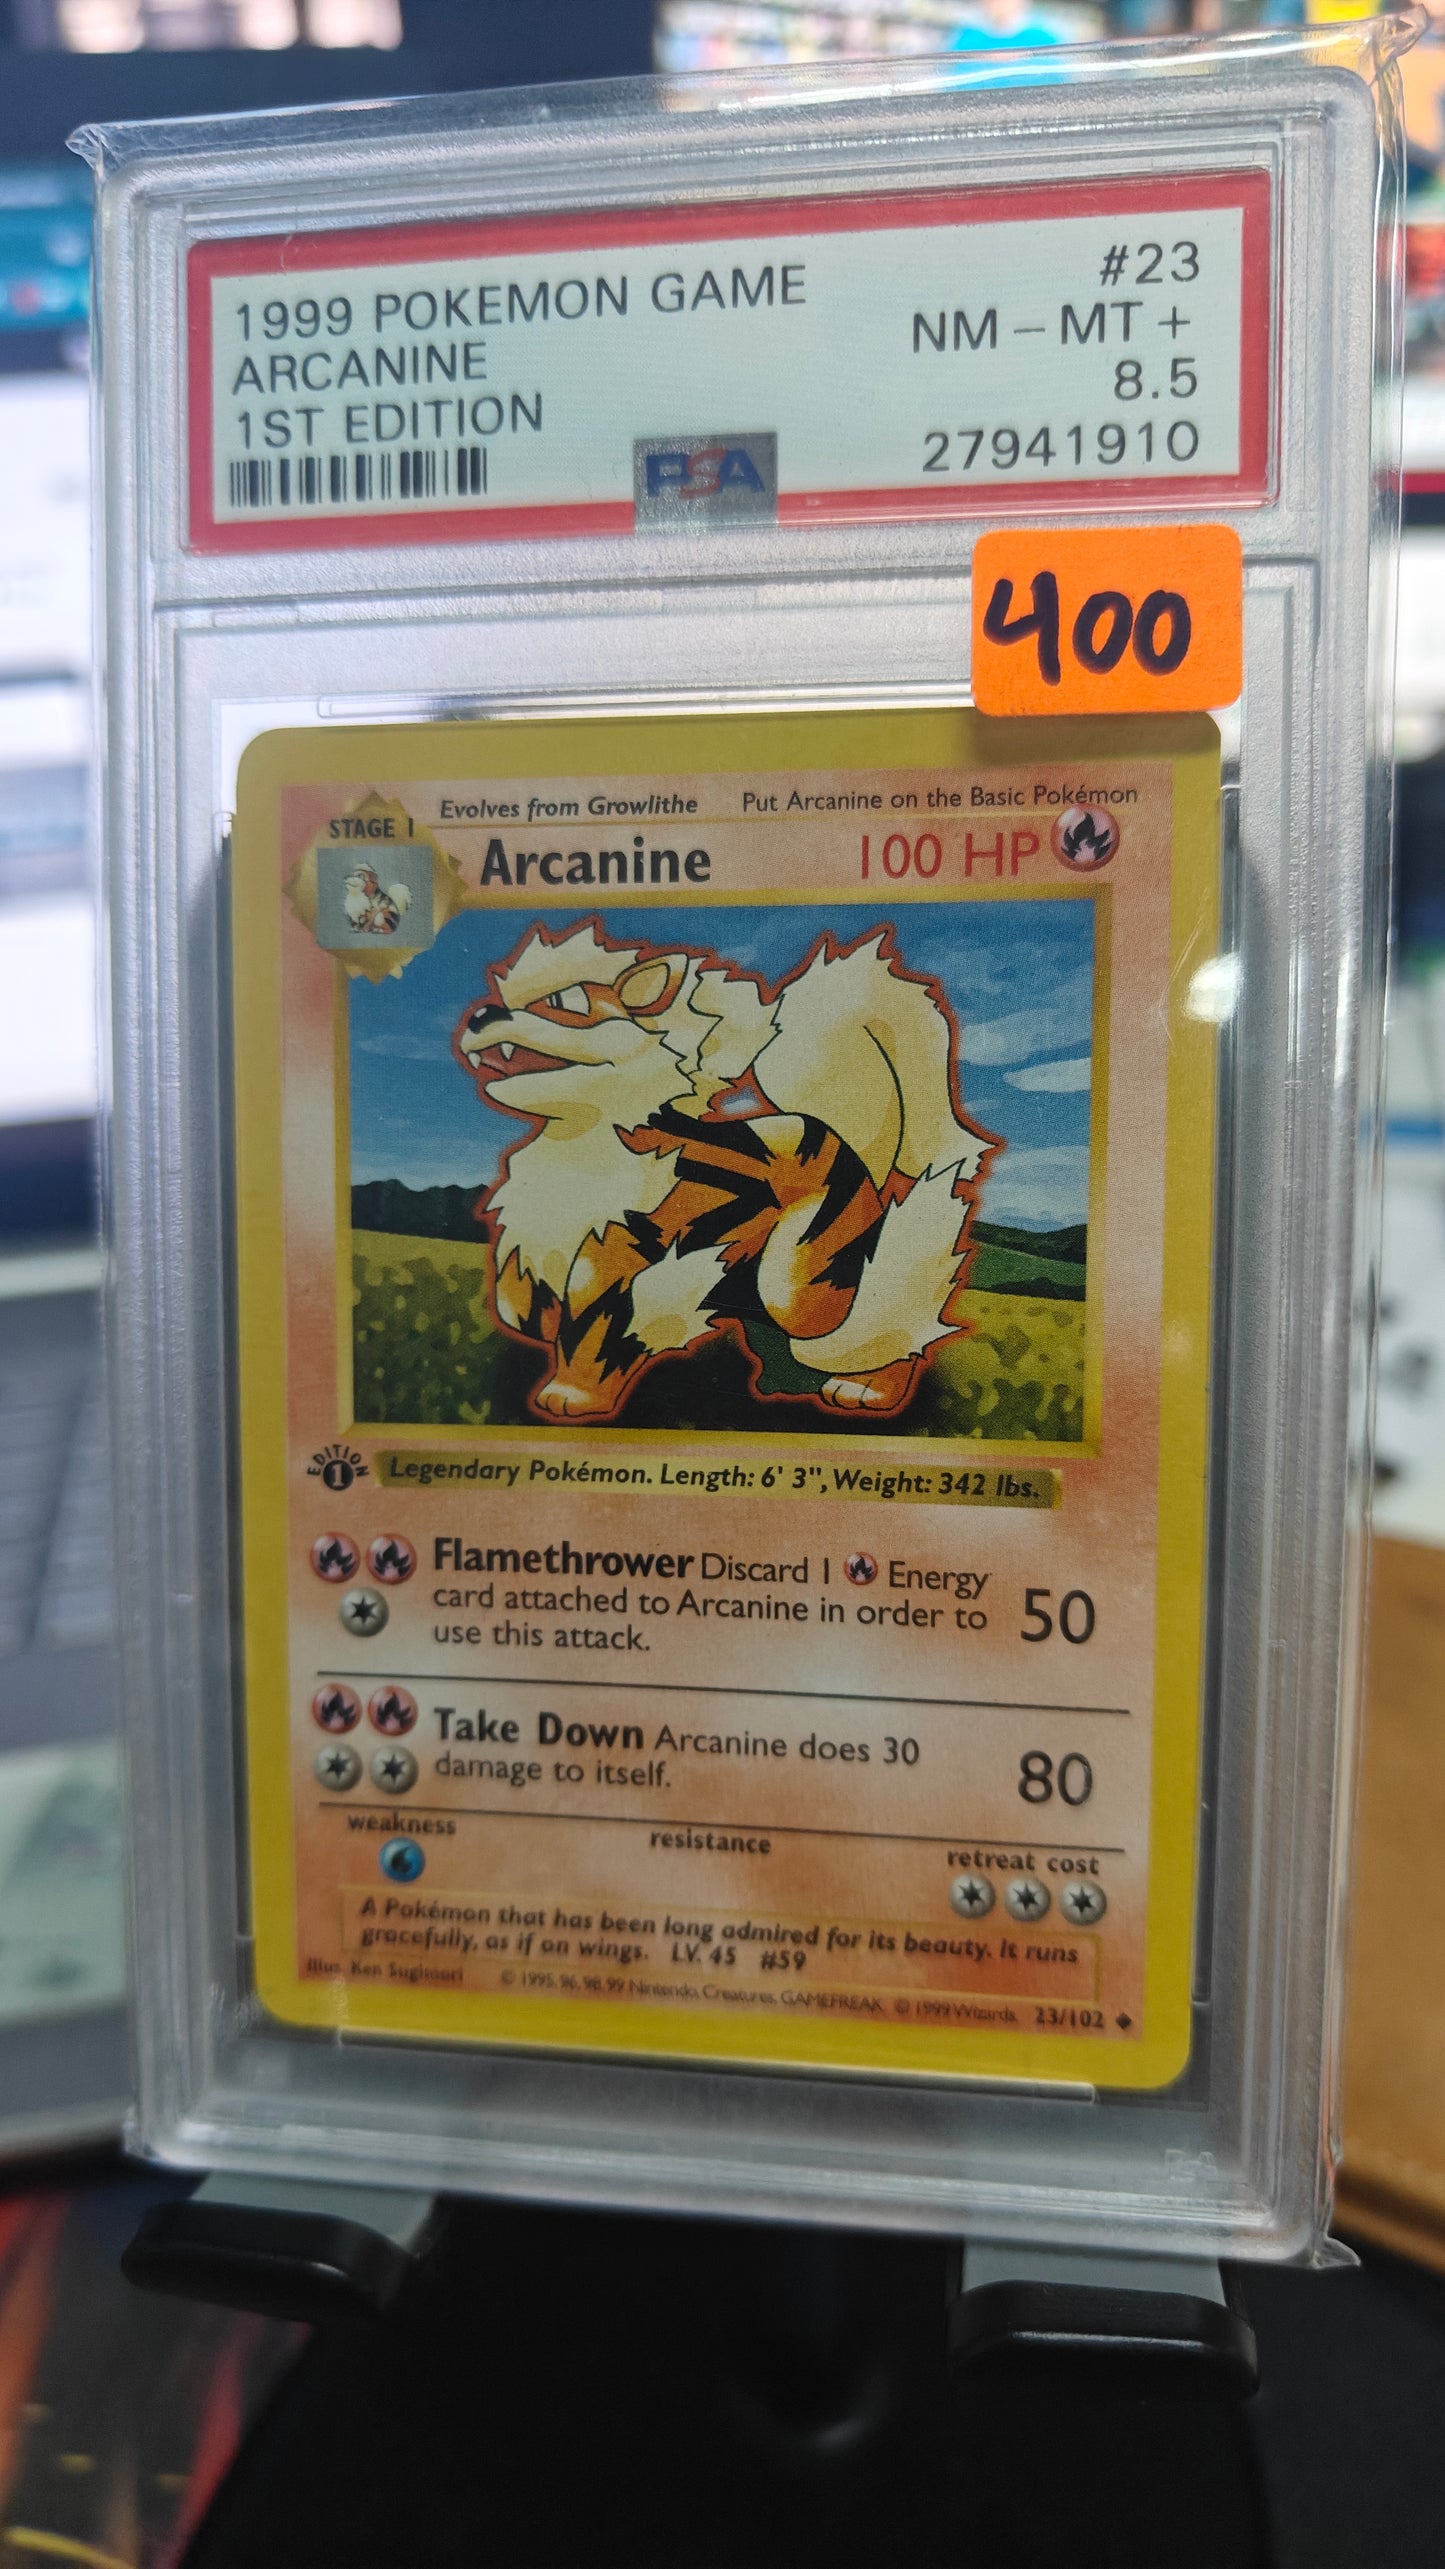 1999 POKEMON GAME #23
ARCANINE NM - MT +
1ST EDITION 8.5
PSA 27941910
400
Evolves from Growlithe Put Arcanine on the Basic Pokémon
STAGE 1
Arcanine 100 HP
EDITION 1
Legendary Pokémon. Length: 6' 3", Weight: 342 lbs.
Flamethrower Discard 1 Energy
card attached to Arcanine in order to
use this attack.
50
Take Down Arcanine does 30
damage to itself.
80
weakness resistance retreat cost
A Pokémon that has been long admired for its beauty. It runs
gracefully, as if on wings. LV. 45 #59
Illus. Ken Sugimori © 1995, 96, 98, 99 Nintendo, Creatures, GAMEFREAK. © 1999 Wizards. 23/102